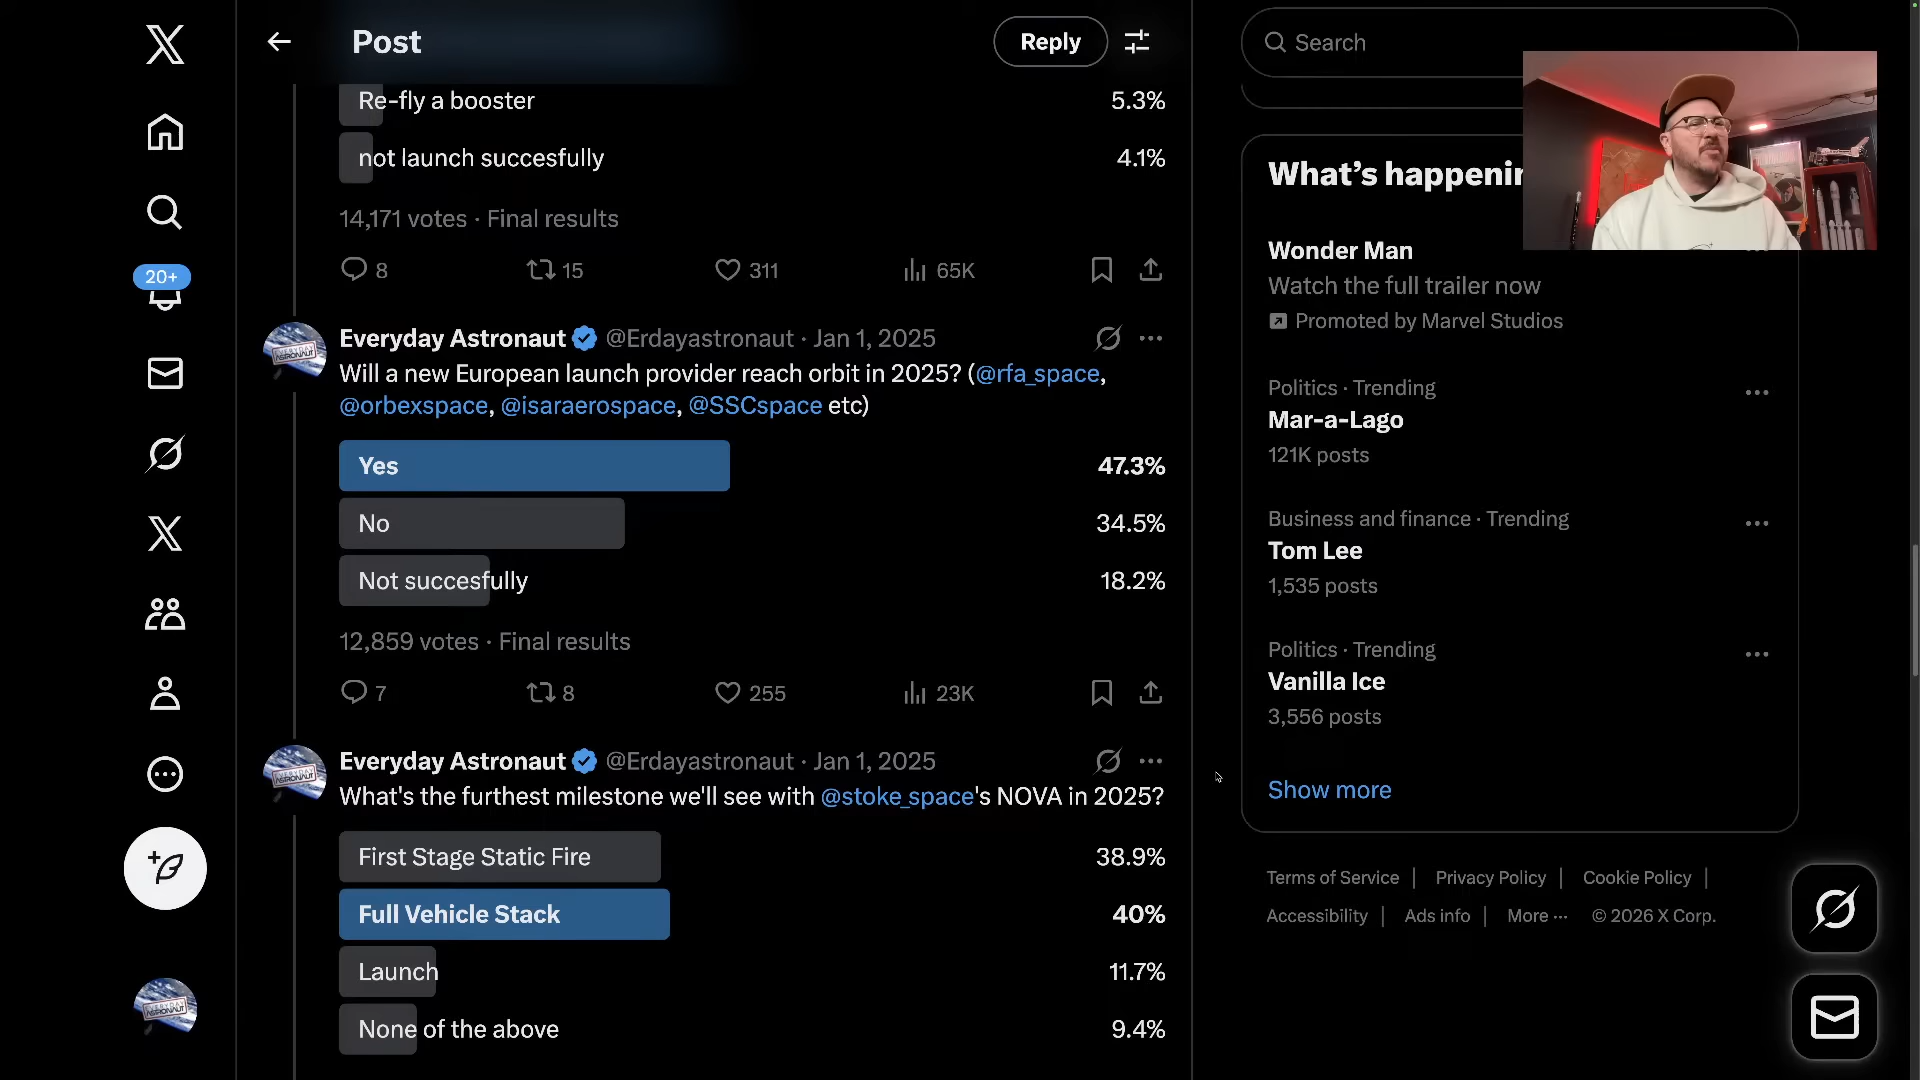 Post
Reply
Search
Re-fly a booster
5.3%
not launch succesfully
4.1%
14,171 votes · Final results
8
15
311
65K
20+
Everyday Astronaut @Erdayastronaut · Jan 1, 2025
Will a new European launch provider reach orbit in 2025? (@rfa_space,
@orbexspace, @isaraerospace, @SSCspace etc)
Yes
47.3%
No
34.5%
Not succesfully
18.2%
12,859 votes · Final results
7
8
255
23K
Everyday Astronaut @Erdayastronaut · Jan 1, 2025
What's the furthest milestone we'll see with @stoke_space's NOVA in 2025?
First Stage Static Fire
38.9%
Full Vehicle Stack
40%
Launch
11.7%
None of the above
9.4%
What's happenin
Wonder Man
Watch the full trailer now
Promoted by Marvel Studios
Politics · Trending
Mar-a-Lago
121K posts
Business and finance · Trending
Tom Lee
1,535 posts
Politics · Trending
Vanilla Ice
3,556 posts
Show more
Terms of Service | Privacy Policy | Cookie Policy |
Accessibility | Ads info | More ··· © 2026 X Corp.